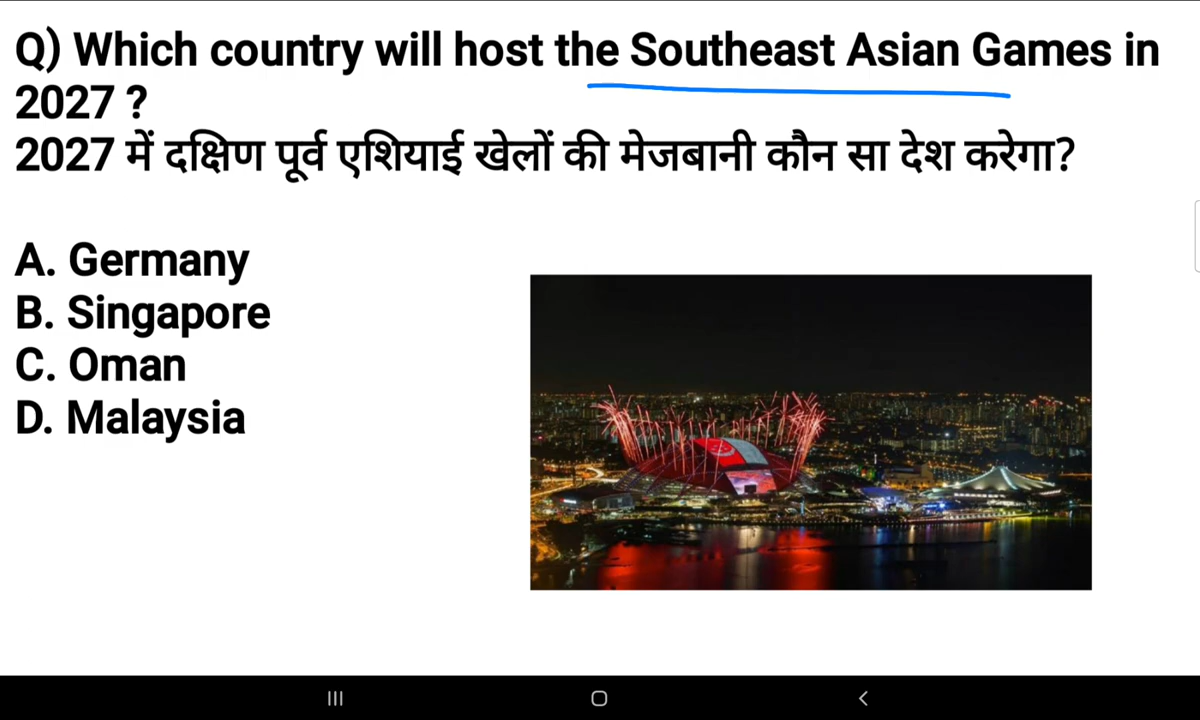 Q) Which country will host the Southeast Asian Games in
2027 ?
2027 में दक्षिण पूर्व एशियाई खेलों की मेजबानी कौन सा देश करेगा?
A. Germany
B. Singapore
C. Oman
D. Malaysia